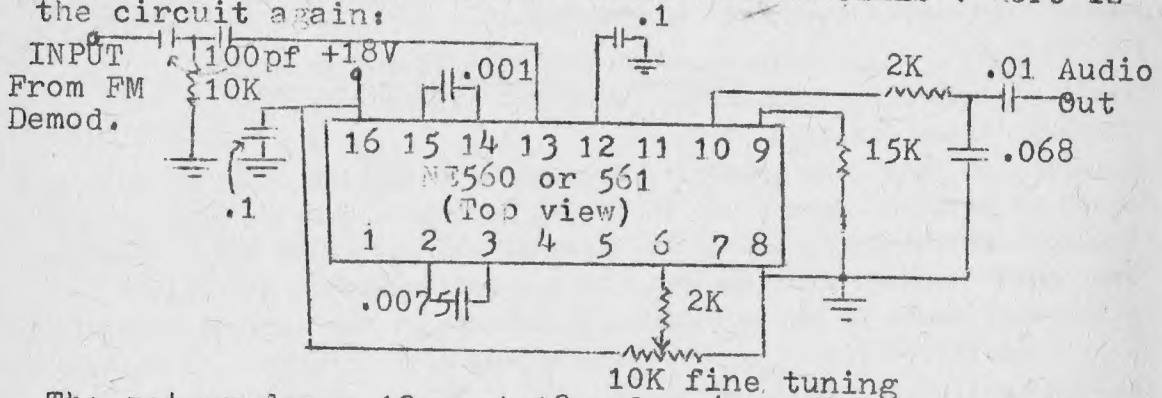 the circuit again:
.1
INPUT 100pf +18V
From FM 10K .001 2K .01 Audio
Demod. Out
16 15 14 13 12 11 10 9 15K .068
NE560 or 561
.1 (Top view)
1 2 3 4 5 6 7 8
.0075 2K
10K fine tuning